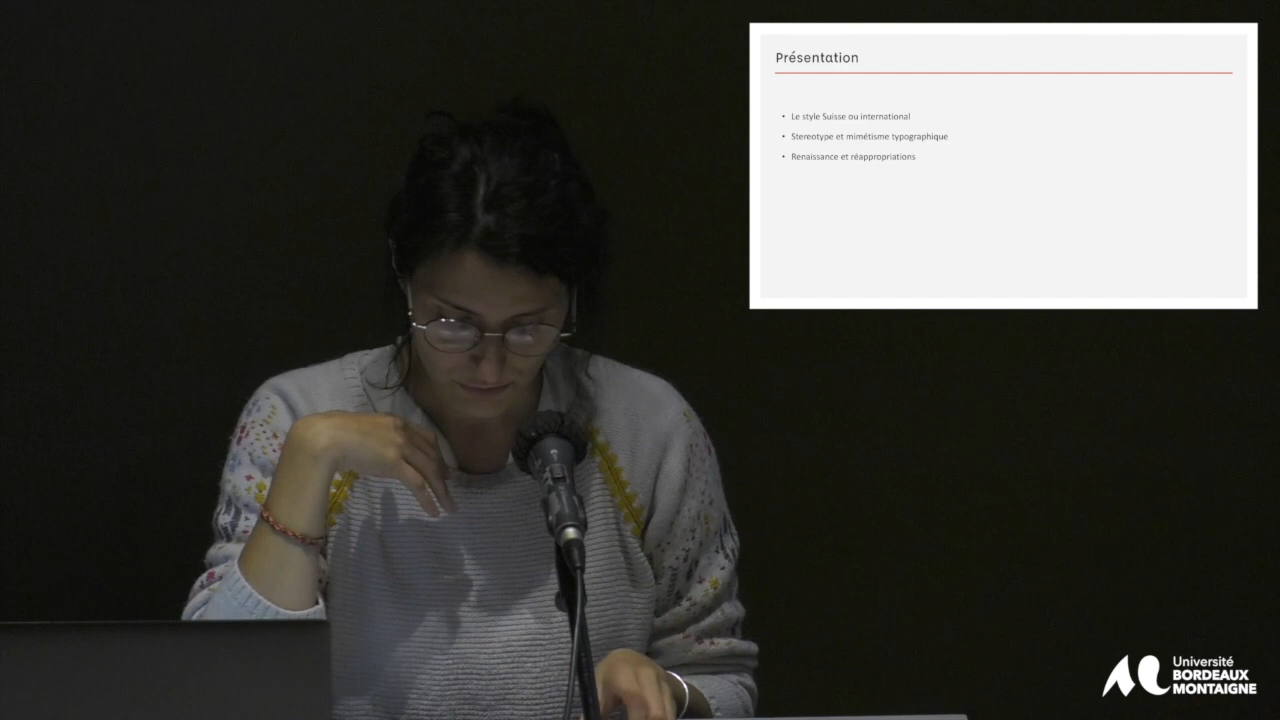 Présentation
• Le style Suisse ou international
• Stereotype et mimétisme typographique
• Renaissance et réappropriations
Université
BORDEAUX
MONTAIGNE